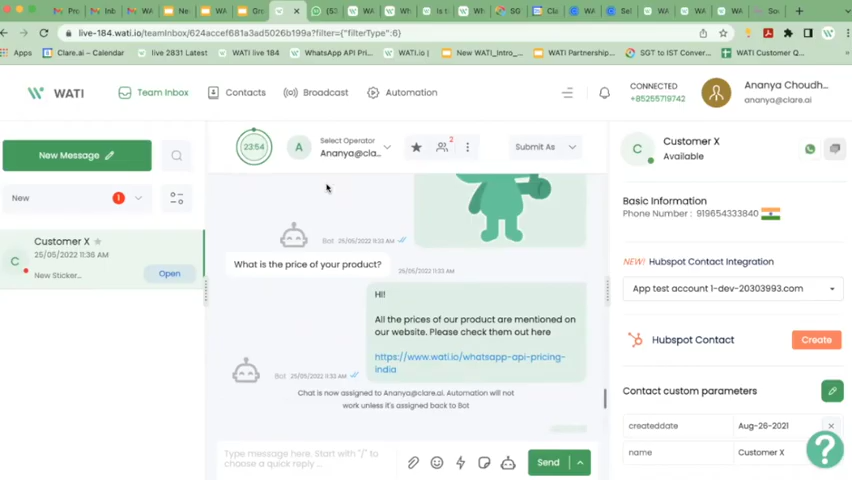 live-184.wati.io/teamInbox/624accef681a3ad5026b199a?filter={"filterType":6}
Apps
Clare.ai – Calendar
live 2831 Latest
WATI live 184
WhatsApp API Pri...
WATI.io |
New WATI_Intro_...
WATI Partnership...
SGT to IST Conver...
WATI Customer Q...
WATI
Team Inbox
Contacts
Broadcast
Automation
CONNECTED
+85255719742
Ananya Choudh...
ananya@clare.ai
New Message
New
1
Customer X
25/05/2022 11:36 AM
New Sticker...
Open
23:54
A
Select Operator
Ananya@cla...
2
Submit As
Bot
25/05/2022 9:33 AM
What is the price of your product?
25/05/2022 11:33 AM
Hi!
All the prices of our product are mentioned on
our website. Please check them out here
https://www.wati.io/whatsapp-api-pricing-
india
Bot
25/05/2022 11:33 AM
Chat is now assigned to Ananya@clare.ai. Automation will not
work unless it's assigned back to Bot
Type message here. Start with "/" to
choose a quick reply ...
Send
C
Customer X
Available
Basic Information
Phone Number : 919654333840
NEW! Hubspot Contact Integration
App test account 1-dev-20303993.com
Hubspot Contact
Create
Contact custom parameters
createddate
Aug-26-2021
name
Customer X
?